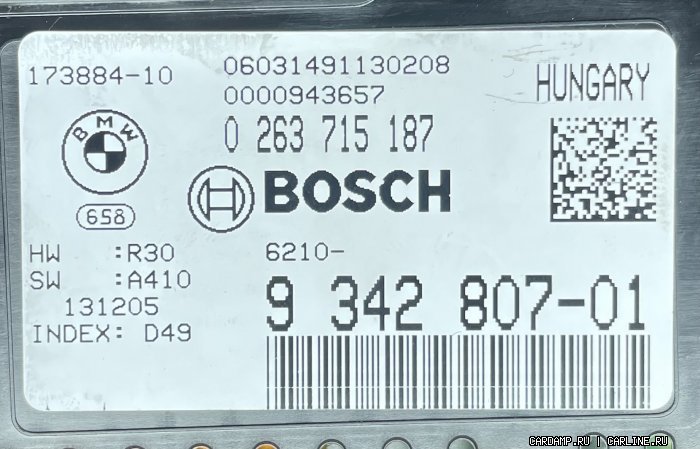 173884-10
06031491130208
0000943657
HUNGARY
0 263 715 187
BMW
658
BOSCH
HW :R30
SW :A410
131205
INDEX: D49
6210-
9 342 807-01
CARDAMP.RU | CARLINE.RU